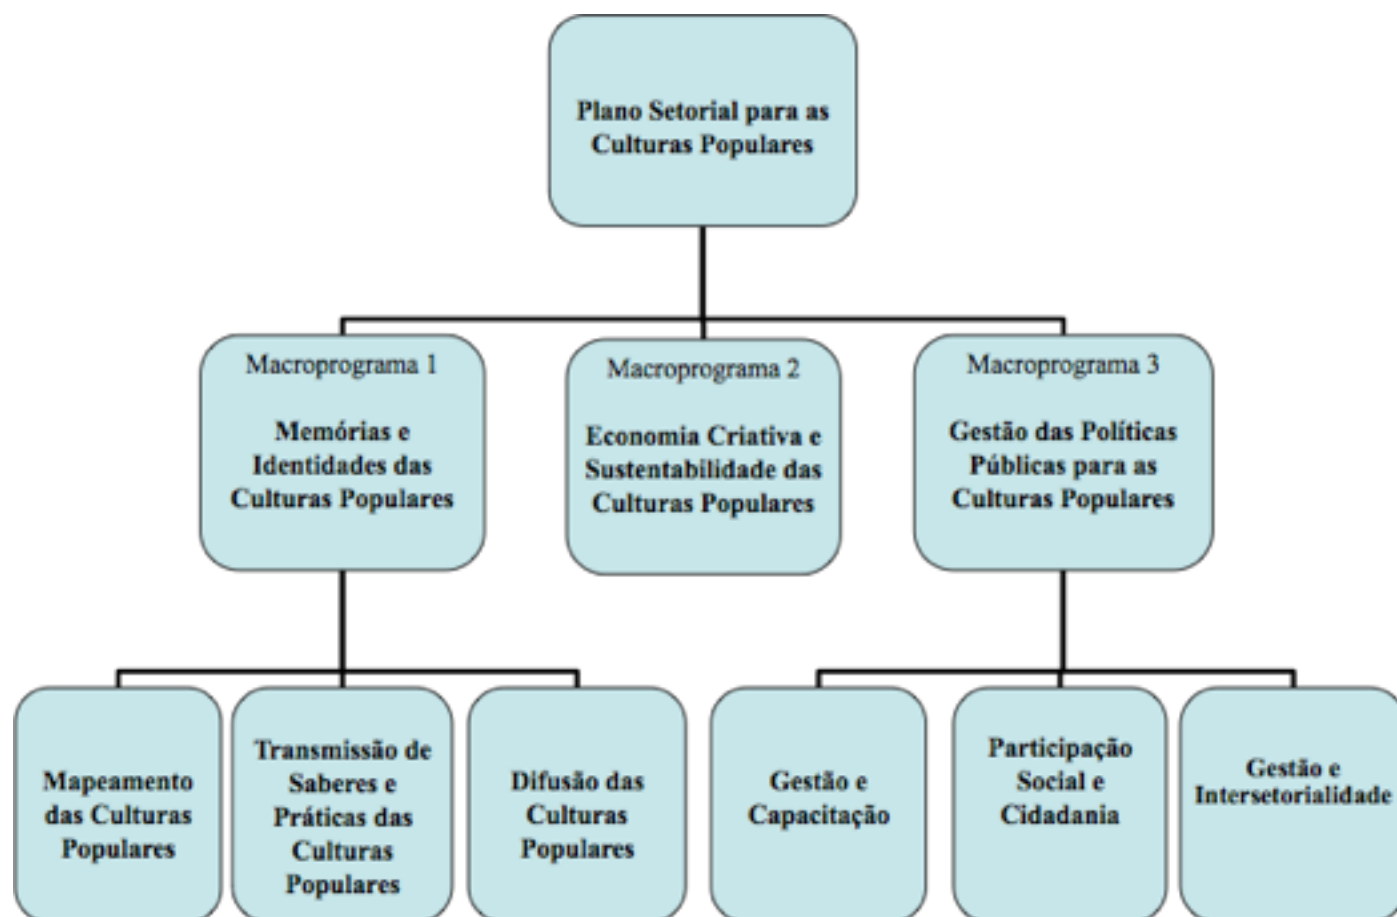 Plano Setorial para as
Culturas Populares
Macroprograma 1
Memórias e
Identidades das
Culturas Populares
Macroprograma 2
Economia Criativa e
Sustentabilidade das
Culturas Populares
Macroprograma 3
Gestão das Políticas
Públicas para as
Culturas Populares
Mapeamento
das Culturas
Populares
Transmissão de
Saberes e
Práticas das
Culturas
Populares
Difusão das
Culturas
Populares
Gestão e
Capacitação
Participação
Social e
Cidadania
Gestão e
Intersetorialidade